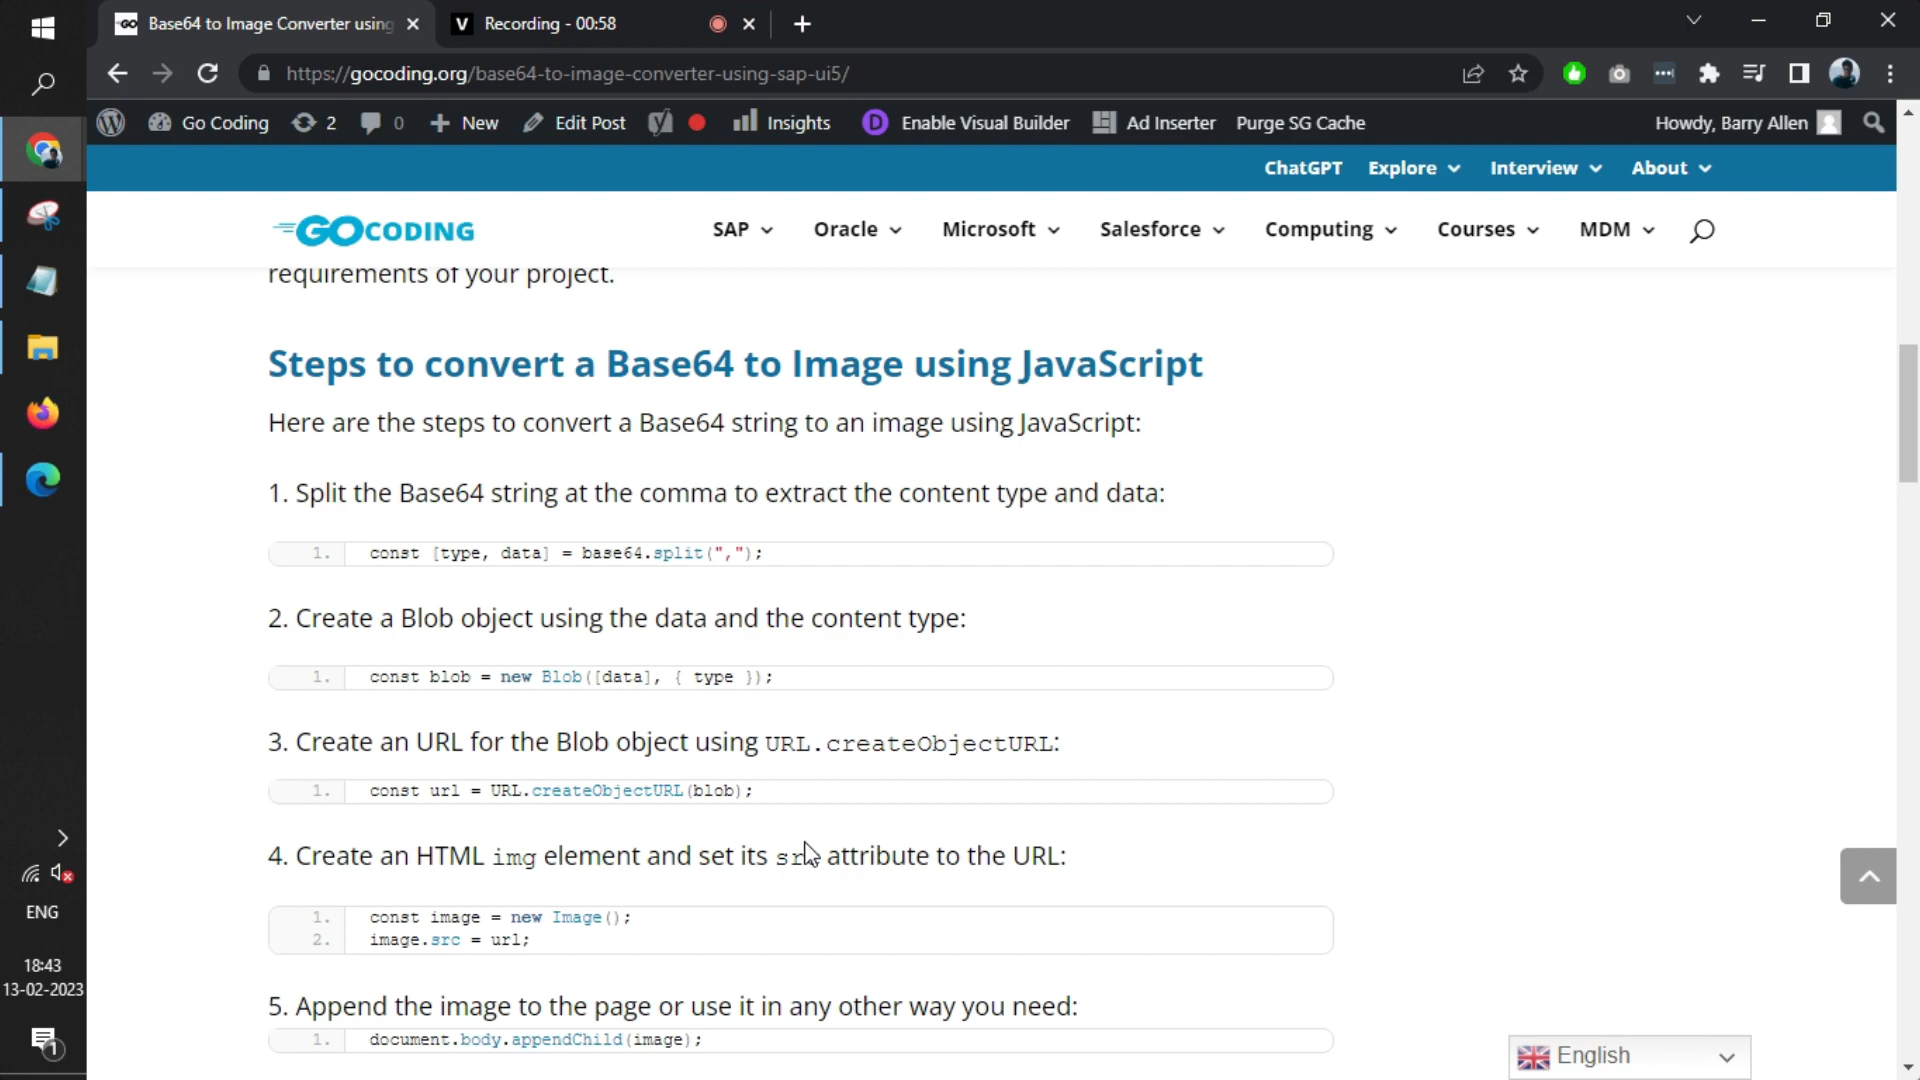 Base64 to Image Converter using
V Recording - 00:58
https://gocoding.org/base64-to-image-converter-using-sap-ui5/
Go Coding 2 0 New Edit Post Insights D Enable Visual Builder Ad Inserter Purge SG Cache Howdy, Barry Allen
ChatGPT Explore Interview About
GOCODING SAP Oracle Microsoft Salesforce Computing Courses MDM
requirements of your project.
Steps to convert a Base64 to Image using JavaScript
Here are the steps to convert a Base64 string to an image using JavaScript:
1. Split the Base64 string at the comma to extract the content type and data:
1. const [type, data] = base64.split(",");
2. Create a Blob object using the data and the content type:
1. const blob = new Blob([data], { type });
3. Create an URL for the Blob object using URL.createObjectURL:
1. const url = URL.createObjectURL(blob);
4. Create an HTML img element and set its src attribute to the URL:
1. const image = new Image();
2. image.src = url;
5. Append the image to the page or use it in any other way you need:
1. document.body.appendChild(image);
English
ENG
18:43
13-02-2023
1